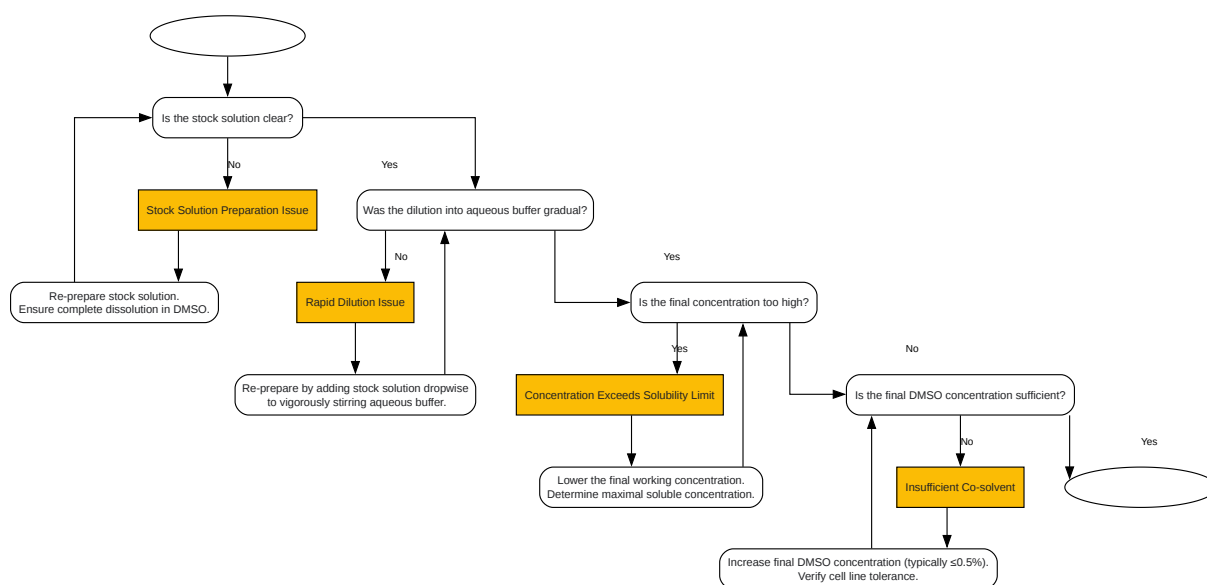 Is the stock solution clear?
No
Yes
Stock Solution Preparation Issue
Was the dilution into aqueous buffer gradual?
No
Yes
Re-prepare stock solution.
Ensure complete dissolution in DMSO.
Rapid Dilution Issue
Is the final concentration too high?
Yes
No
Re-prepare by adding stock solution dropwise
to vigorously stirring aqueous buffer.
Concentration Exceeds Solubility Limit
Is the final DMSO concentration sufficient?
No
Yes
Lower the final working concentration.
Determine maximal soluble concentration.
Insufficient Co-solvent
Increase final DMSO concentration (typically ≤0.5%).
Verify cell line tolerance.